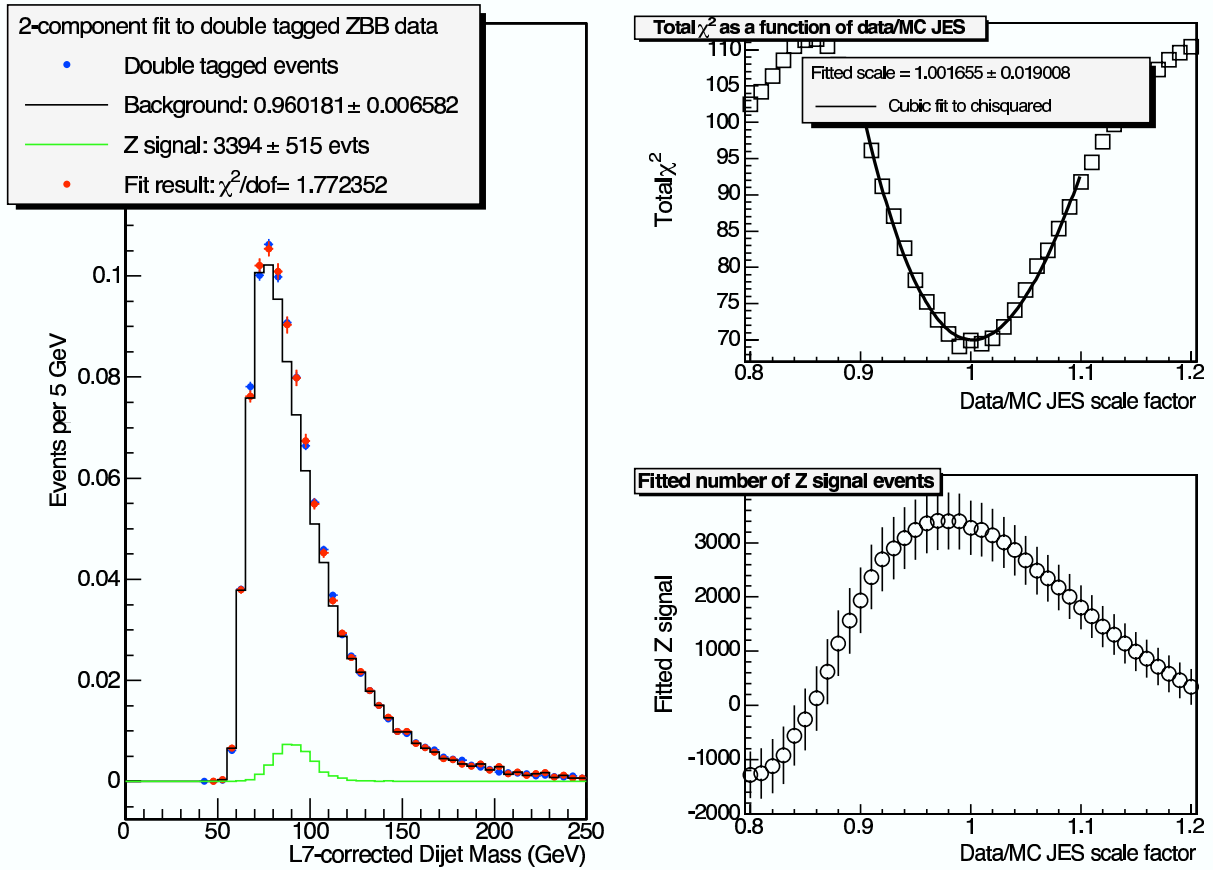 2-component fit to double tagged ZBB data
Double tagged events
Background: 0.960181 ± 0.006582
Z signal: 3394 ± 515 evts
Fit result: χ²/dof= 1.772352
0.1
0.08
0.06
0.04
0.02
0
Events per 5 GeV
0 50 100 150 200 250
L7-corrected Dijet Mass (GeV)
Total χ² as a function of data/MC JES
Fitted scale = 1.001655 ± 0.019008
Cubic fit to chisquared
110
105
100
95
90
85
80
75
70
Totalχ²
0.8 0.9 1 1.1 1.2
Data/MC JES scale factor
Fitted number of Z signal events
3000
2000
1000
0
-1000
-2000
Fitted Z signal
0.8 0.9 1 1.1 1.2
Data/MC JES scale factor